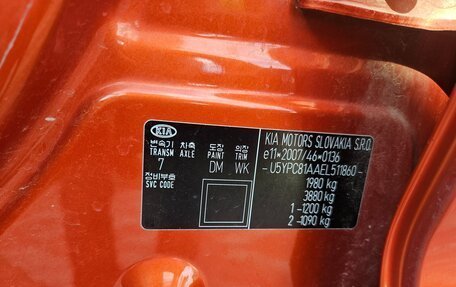 KIA
변속기 차축 도장 의장
TRANSM AXLE PAINT TRIM
7 DM WK
정비부호
SVC CODE
KIA MOTORS SLOVAKIA S.R.O.
e11*2007/46*0136
- U5YPC81AAEL511860 -
1980 kg
3880 kg
1 -1200 kg
2 -1090 kg